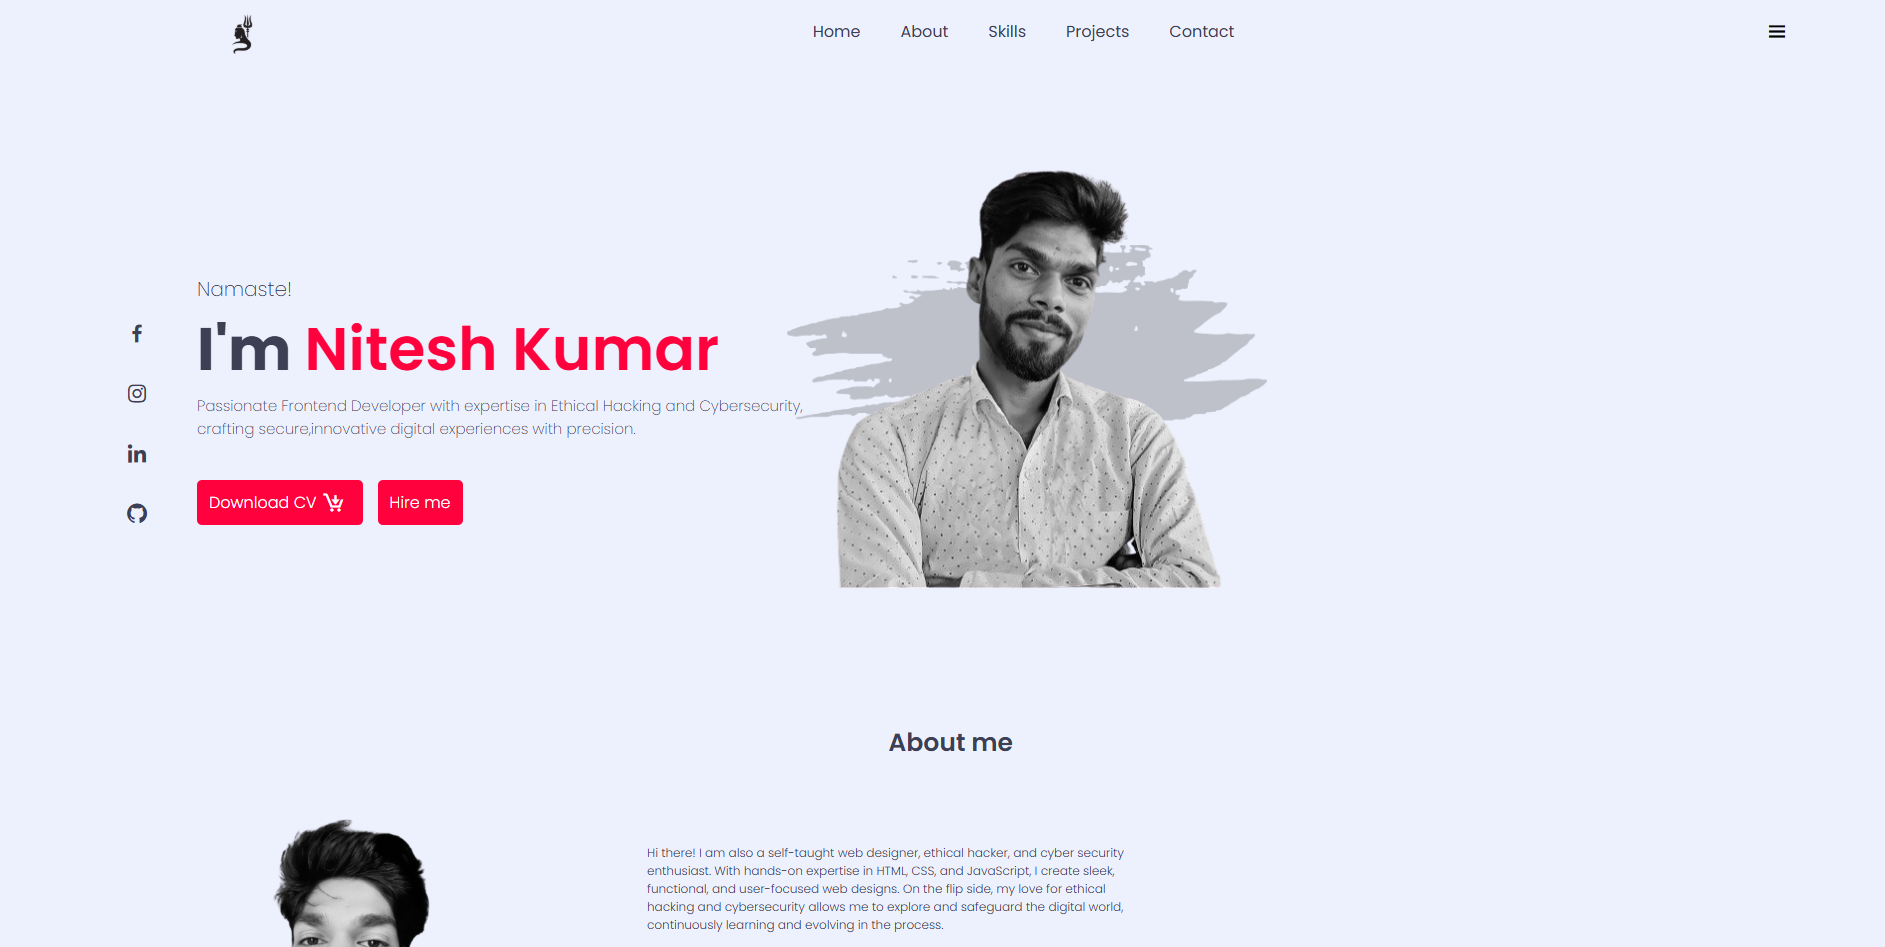 Home About Skills Projects Contact
Namaste!
I'm Nitesh Kumar
Passionate Frontend Developer with expertise in Ethical Hacking and Cybersecurity,
crafting secure,innovative digital experiences with precision.
Download CV Hire me
About me
Hi there! I am also a self-taught web designer, ethical hacker, and cyber security
enthusiast. With hands-on expertise in HTML, CSS, and JavaScript, I create sleek,
functional, and user-focused web designs. On the flip side, my love for ethical
hacking and cybersecurity allows me to explore and safeguard the digital world,
continuously learning and evolving in the process.